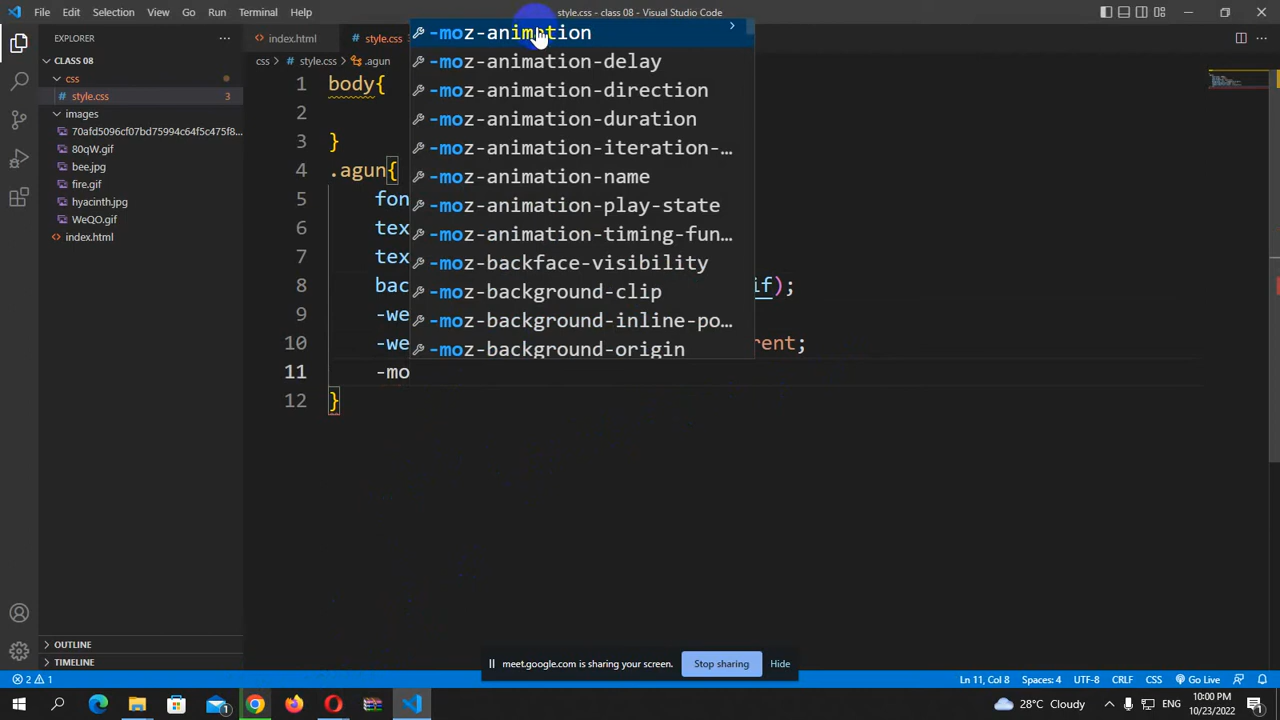 File Edit Selection View Go Run Terminal Help
style.css - class 08 - Visual Studio Code
EXPLORER
CLASS 08
css
style.css 3
images
70afd5096cf07bd75994c64f5c475f8...
80qW.gif
bee.jpg
fire.gif
hyacinth.jpg
WeQO.gif
index.html
OUTLINE
TIMELINE
index.html style.css
css > style.css > .agun
1 body{
2
3 }
4 .agun{
5 fon
6 tex
7 tex
8 bac if);
9 -we
10 -we rent;
11 -mo
12 }
-moz-animation
-moz-animation-delay
-moz-animation-direction
-moz-animation-duration
-moz-animation-iteration-...
-moz-animation-name
-moz-animation-play-state
-moz-animation-timing-fun...
-moz-backface-visibility
-moz-background-clip
-moz-background-inline-po...
-moz-background-origin
meet.google.com is sharing your screen. Stop sharing Hide
2 1 Ln 11, Col 8 Spaces: 4 UTF-8 CRLF CSS Go Live
28°C Cloudy ENG 10:00 PM
10/23/2022